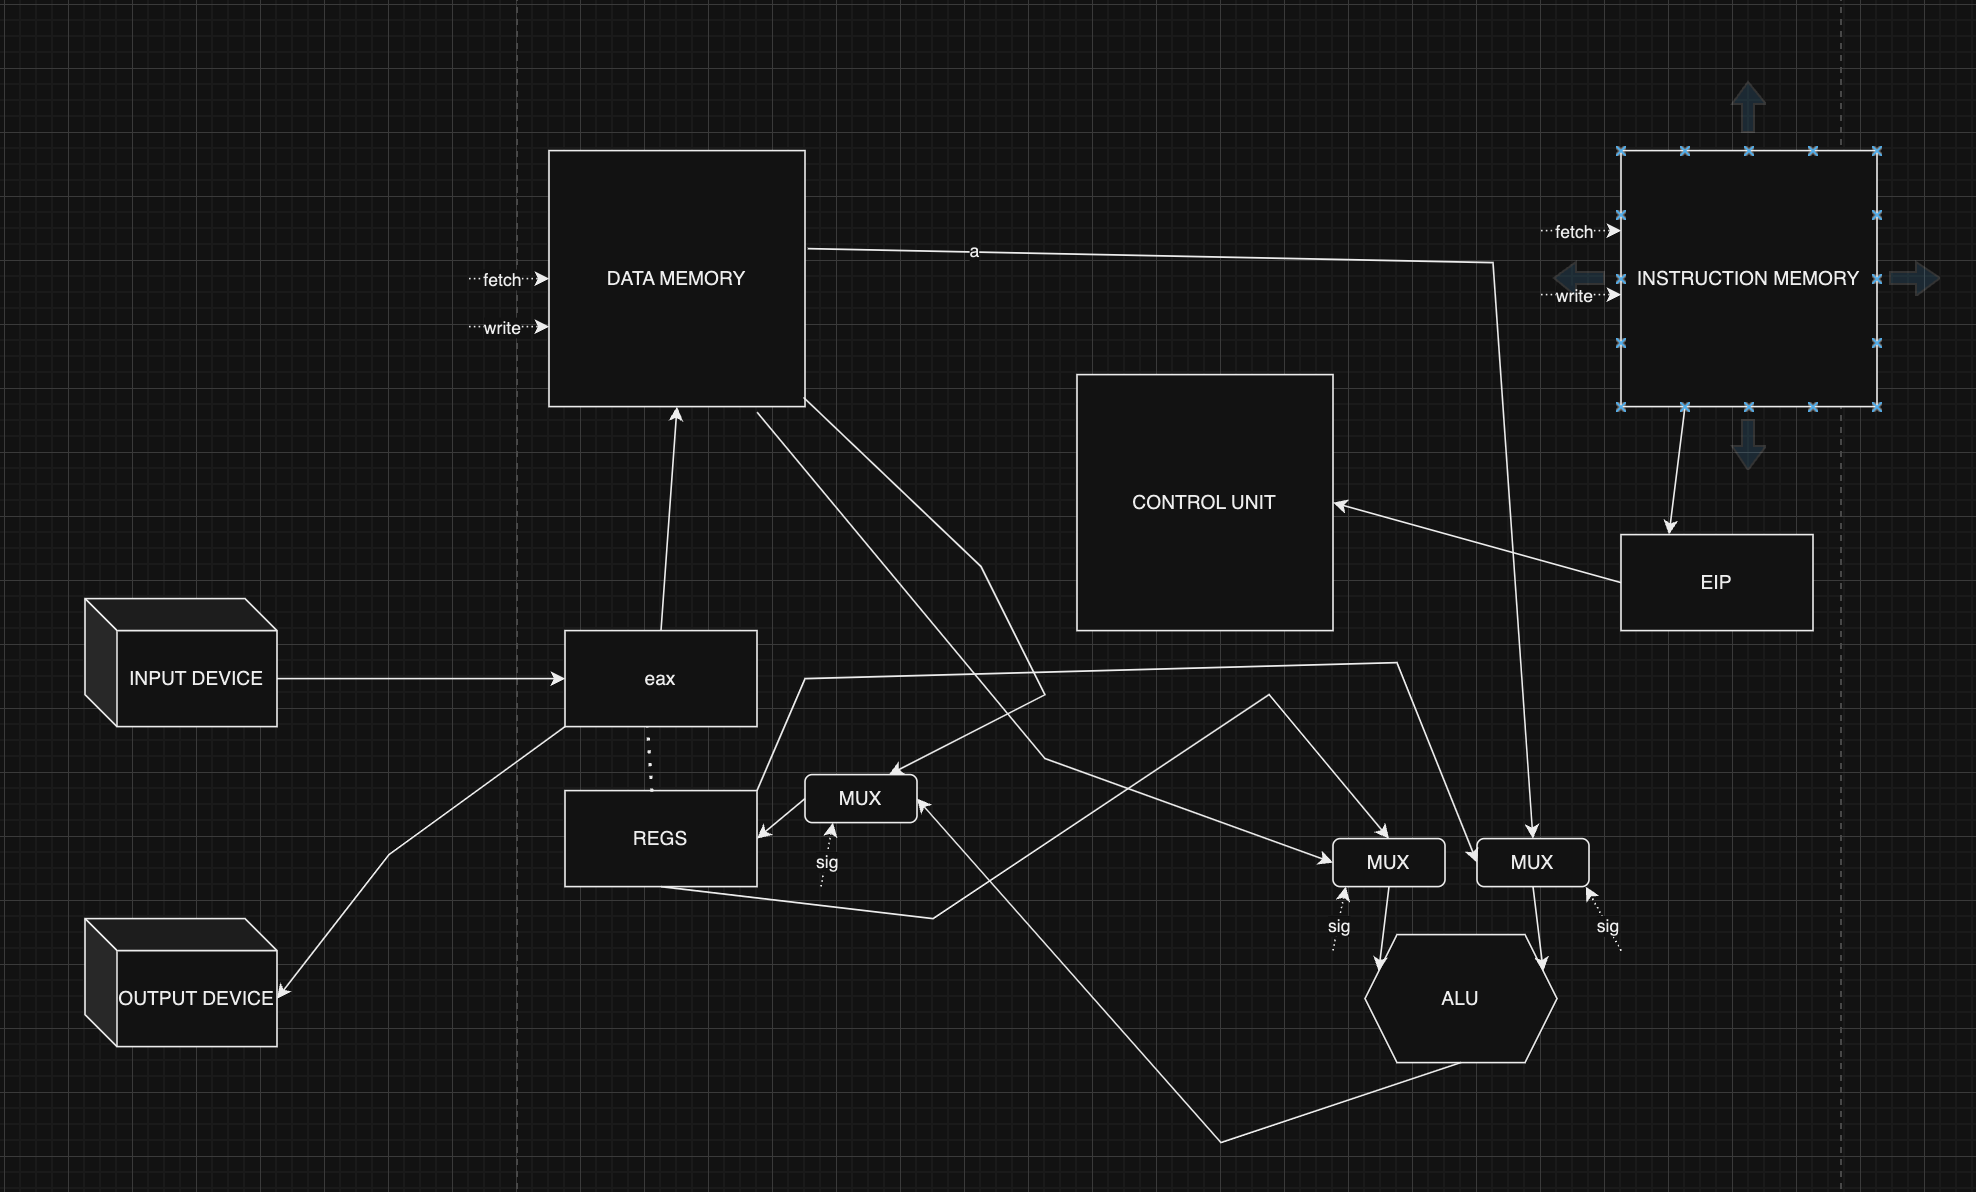 a
fetch
fetch
DATA MEMORY
INSTRUCTION MEMORY
write
write
CONTROL UNIT
EIP
INPUT DEVICE
eax
MUX
REGS
sig
MUX
MUX
sig
sig
OUTPUT DEVICE
ALU